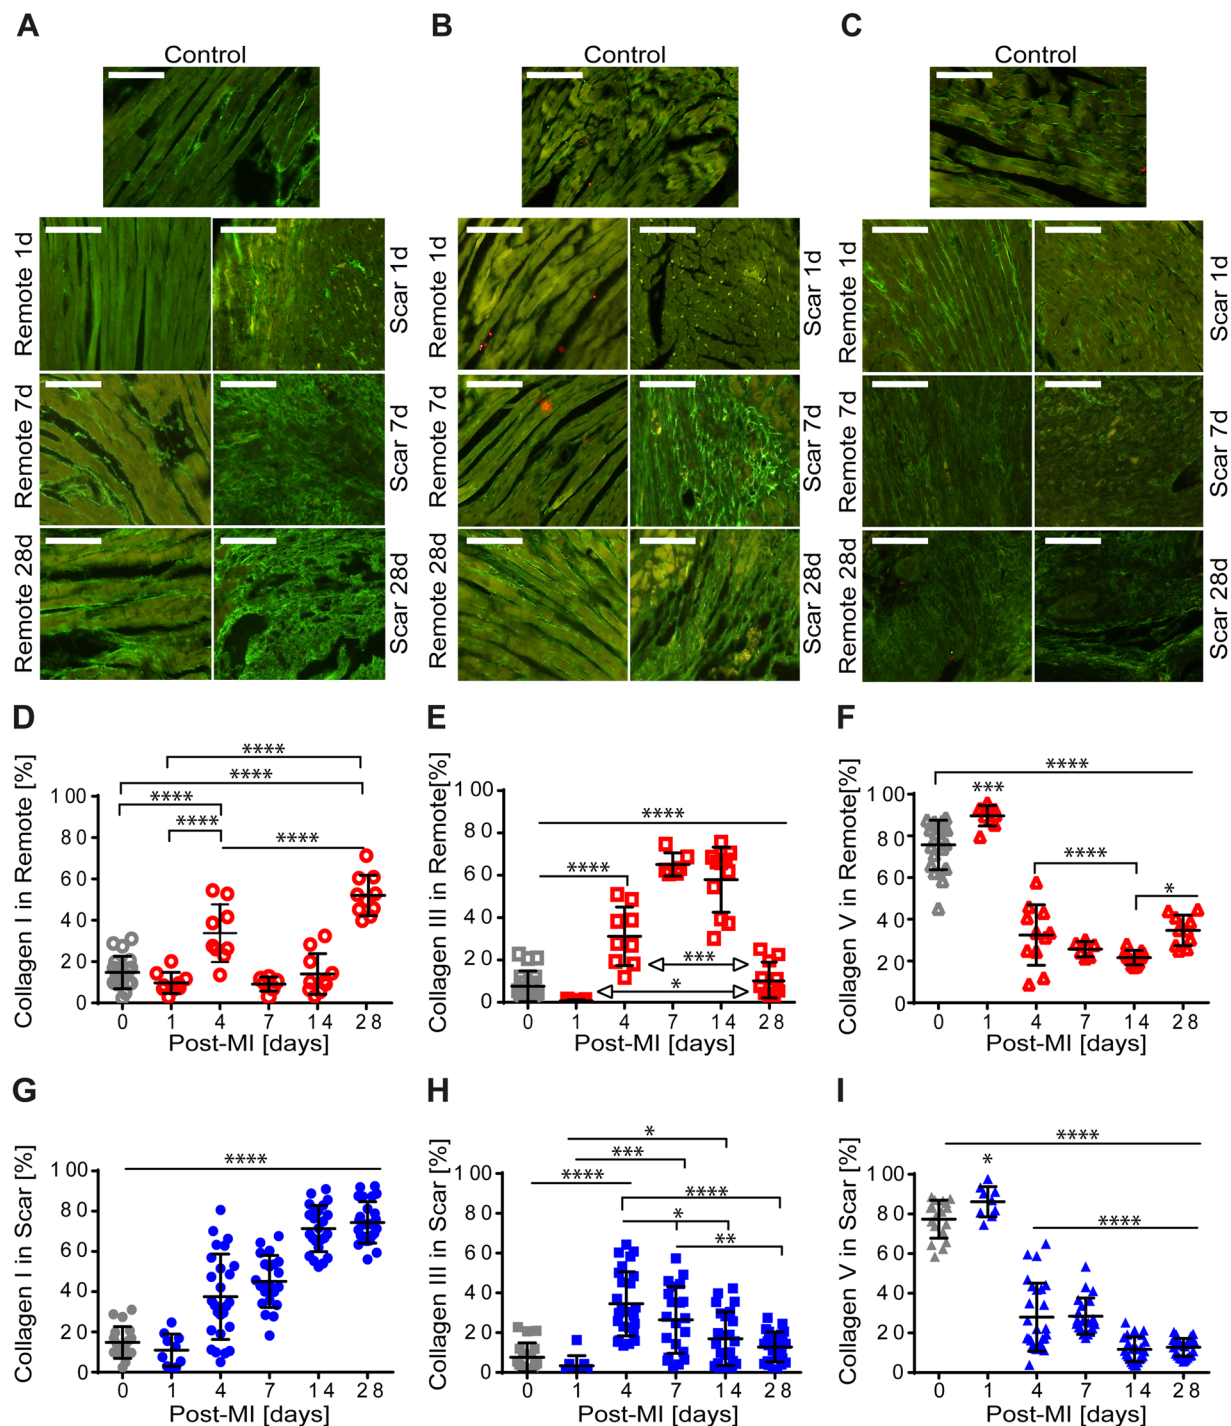 A
B
C
Control
Control
Control
Remote 1d
Scar 1d
Remote 1d
Scar 1d
Remote 1d
Scar 1d
Remote 7d
Scar 7d
Remote 7d
Scar 7d
Remote 7d
Scar 7d
Remote 28d
Scar 28d
Remote 28d
Scar 28d
Remote 28d
Scar 28d
D
Collagen I in Remote [%]
100
80
60
40
20
0
****
****
****
****
****
0 1 4 7 14 28
Post-MI [days]
E
Collagen III in Remote[%]
100
80
60
40
20
0
****
****
***
*
0 1 4 7 14 28
Post-MI [days]
F
Collagen V in Remote[%]
100
80
60
40
20
0
****
***
****
*
0 1 4 7 14 28
Post-MI [days]
G
Collagen I in Scar [%]
100
80
60
40
20
0
****
0 1 4 7 14 28
Post-MI [days]
H
Collagen III in Scar [%]
100
80
60
40
20
0
*
***
****
****
*
**
0 1 4 7 14 28
Post-MI [days]
I
Collagen V in Scar [%]
100
80
60
40
20
0
****
*
****
0 1 4 7 14 28
Post-MI [days]